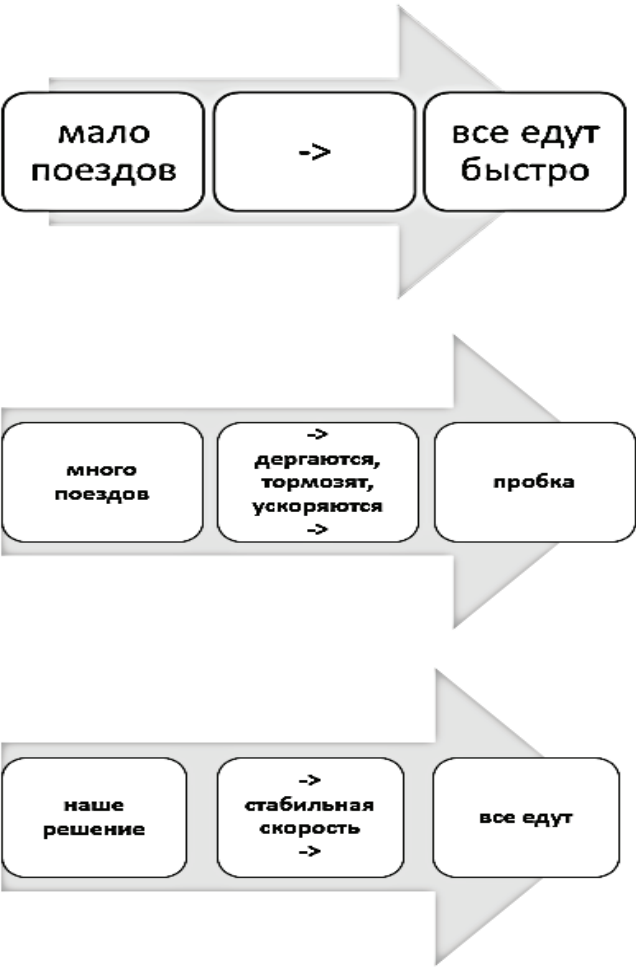 мало
поездов
->
все едут
быстро
много
поездов
->
дергаются,
тормозят,
ускоряются
->
пробка
наше
решение
->
стабильная
скорость
->
все едут